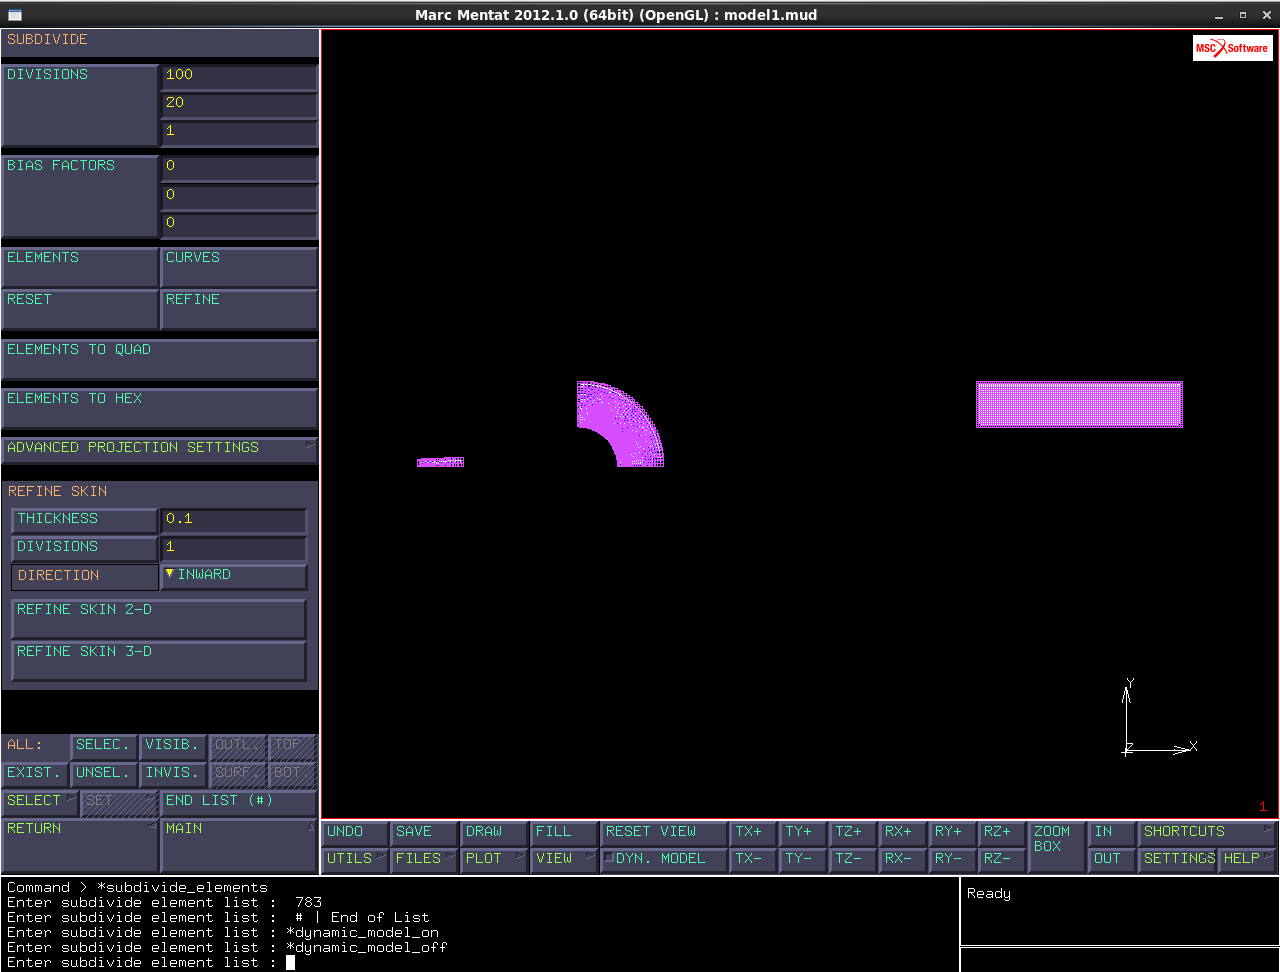 Marc Mentat 2012.1.0 (64bit) (OpenGL) : model1.mud
SUBDIVIDE
DIVISIONS 100
20
1
BIAS FACTORS 0
0
0
ELEMENTS CURVES
RESET REFINE
ELEMENTS TO QUAD
ELEMENTS TO HEX
ADVANCED PROJECTION SETTINGS
REFINE SKIN
THICKNESS 0.1
DIVISIONS 1
DIRECTION INWARD
REFINE SKIN 2-D
REFINE SKIN 3-D
ALL: SELEC. VISIB. OUTL. TOP
EXIST. UNSEL. INVIS. SURF. BOT.
SELECT SET END LIST (#)
RETURN MAIN
MSC Software
Y
Z X
1
UNDO SAVE DRAW FILL RESET VIEW TX+ TY+ TZ+ RX+ RY+ RZ+ ZOOM BOX IN SHORTCUTS
UTILS FILES PLOT VIEW DYN. MODEL TX- TY- TZ- RX- RY- RZ- OUT SETTINGS HELP
Command > *subdivide_elements
Enter subdivide element list :  783
Enter subdivide element list :  # | End of List
Enter subdivide element list : *dynamic_model_on
Enter subdivide element list : *dynamic_model_off
Enter subdivide element list :
Ready